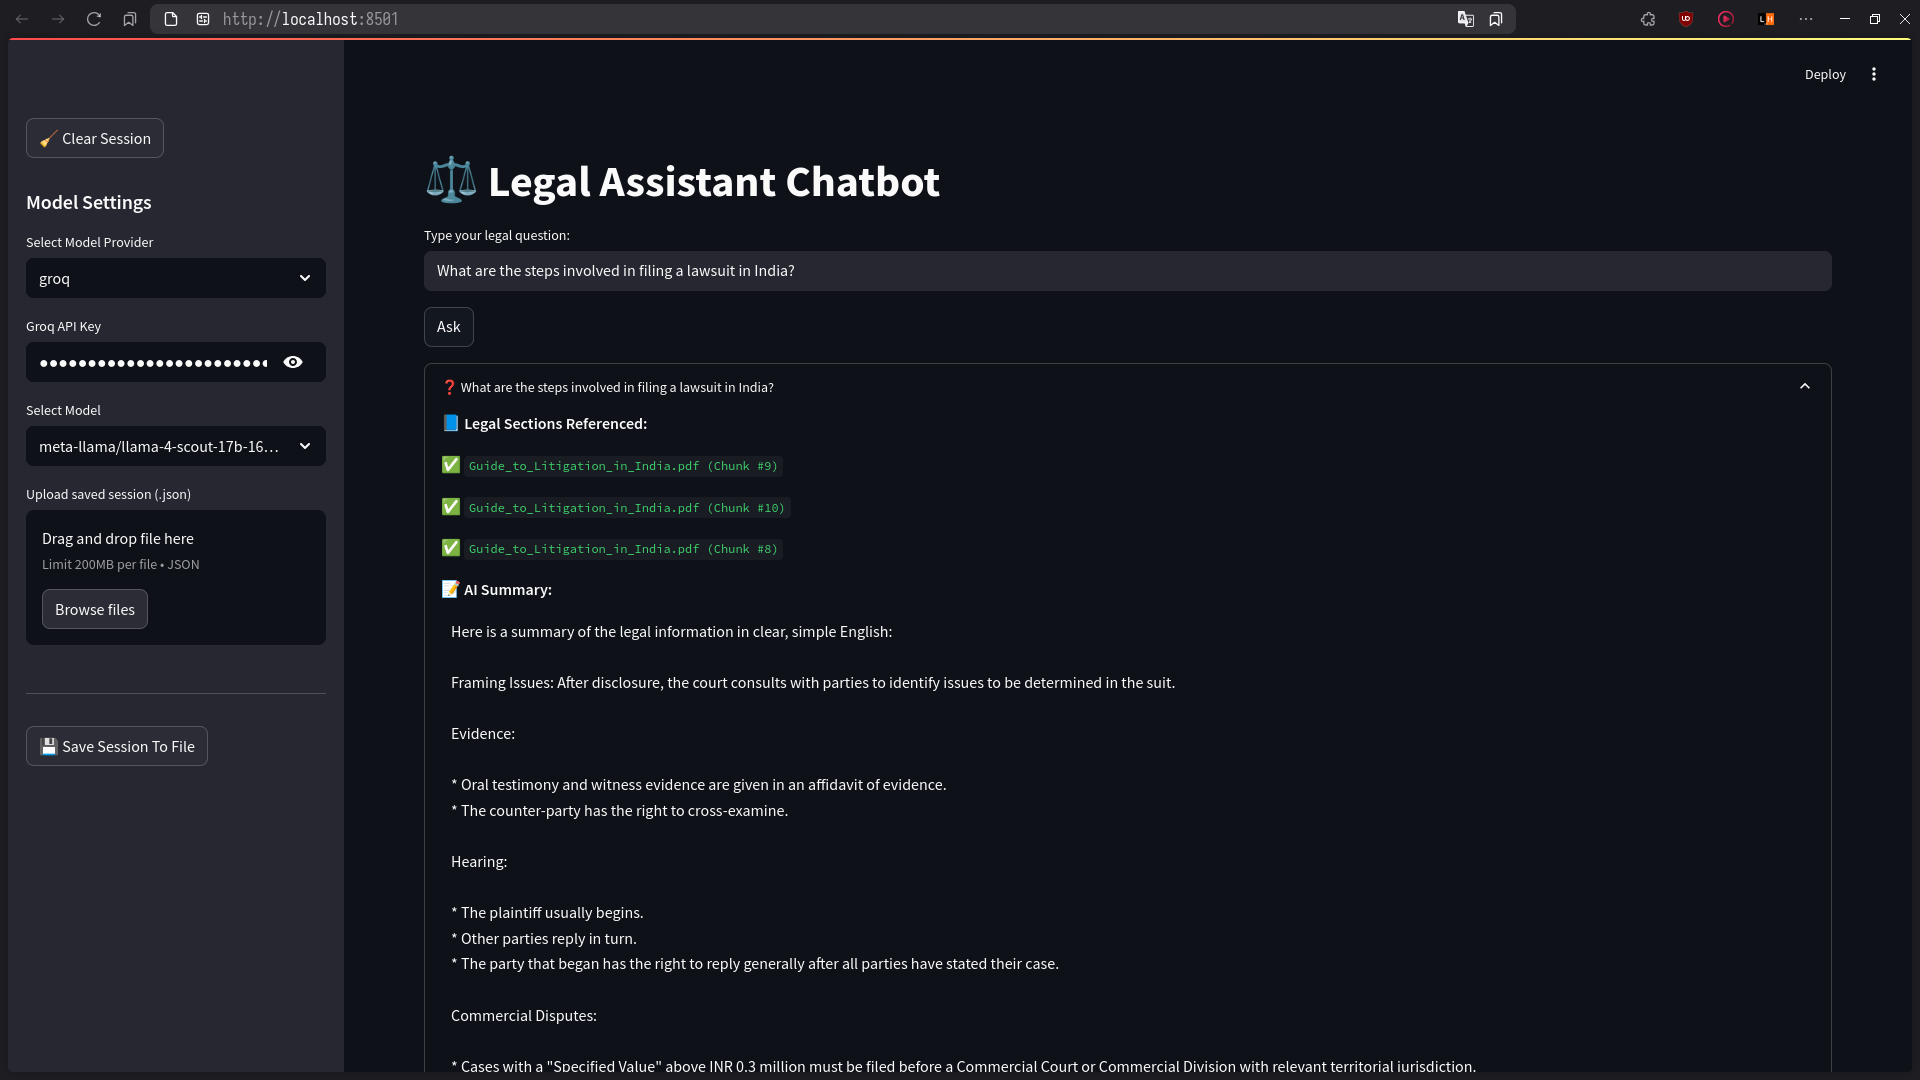 http://localhost:8501
Deploy
🧹 Clear Session
Model Settings
Select Model Provider
groq
Groq API Key
Select Model
meta-llama/llama-4-scout-17b-16...
Upload saved session (.json)
Drag and drop file here
Limit 200MB per file • JSON
Browse files
💾 Save Session To File
⚖️ Legal Assistant Chatbot
Type your legal question:
What are the steps involved in filing a lawsuit in India?
Ask
❓ What are the steps involved in filing a lawsuit in India?
📘 Legal Sections Referenced:
✅ Guide_to_Litigation_in_India.pdf (Chunk #9)
✅ Guide_to_Litigation_in_India.pdf (Chunk #10)
✅ Guide_to_Litigation_in_India.pdf (Chunk #8)
📝 AI Summary:
Here is a summary of the legal information in clear, simple English:
Framing Issues: After disclosure, the court consults with parties to identify issues to be determined in the suit.
Evidence:
* Oral testimony and witness evidence are given in an affidavit of evidence.
* The counter-party has the right to cross-examine.
Hearing:
* The plaintiff usually begins.
* Other parties reply in turn.
* The party that began has the right to reply generally after all parties have stated their case.
Commercial Disputes:
* Cases with a "Specified Value" above INR 0.3 million must be filed before a Commercial Court or Commercial Division with relevant territorial jurisdiction.